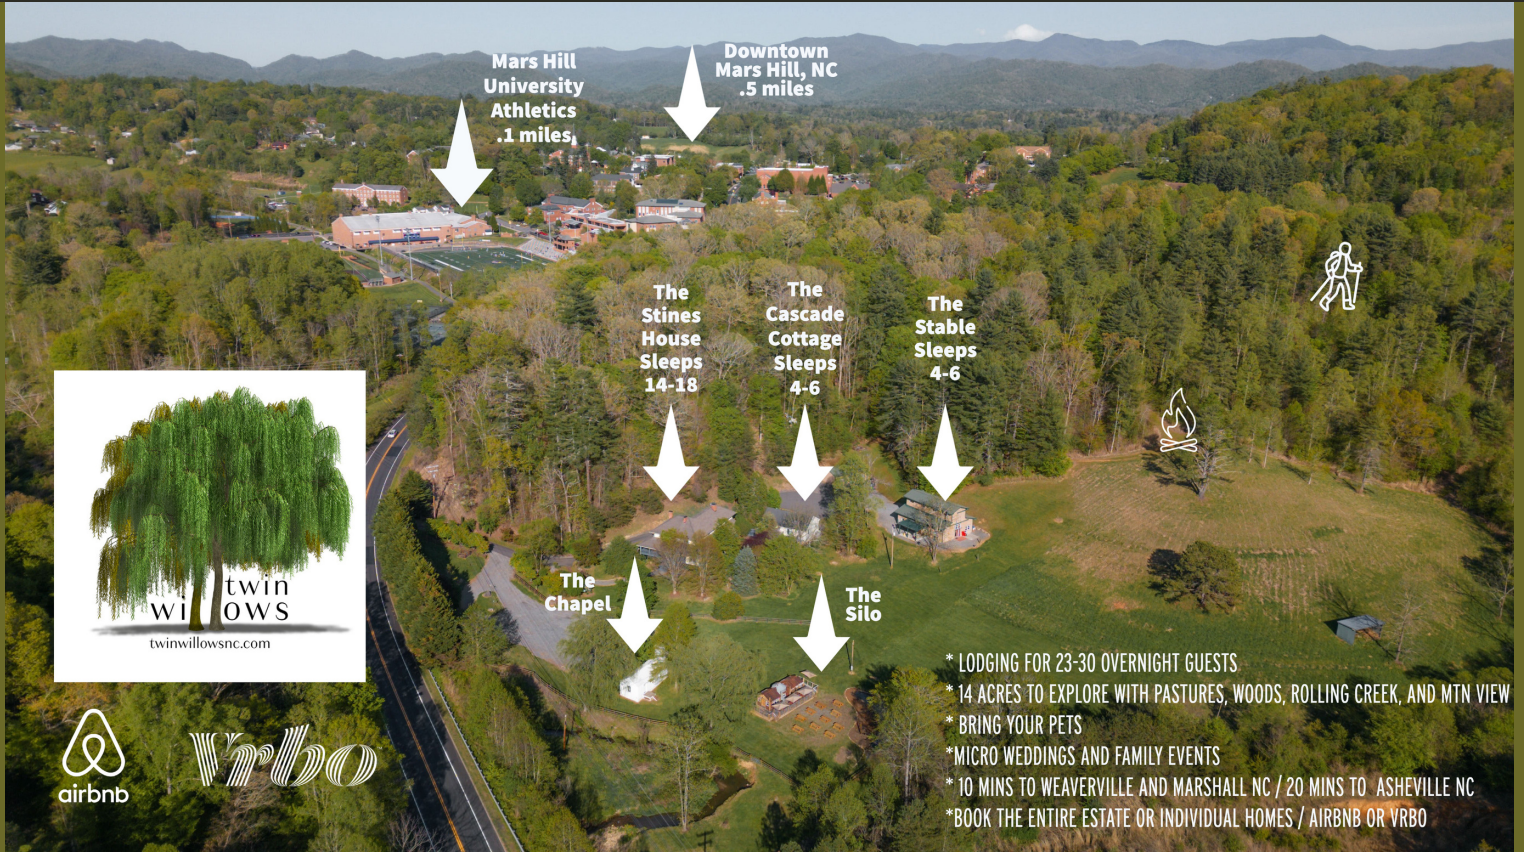 Mars Hill
University
Athletics
.1 miles
Downtown
Mars Hill, NC
.5 miles
The
Stines
House
Sleeps
14-18
The
Cascade
Cottage
Sleeps
4-6
The
Stable
Sleeps
4-6
The
Chapel
The
Silo
twin
willows
twinwillowsnc.com
airbnb
Vrbo
* LODGING FOR 23-30 OVERNIGHT GUESTS
* 14 ACRES TO EXPLORE WITH PASTURES, WOODS, ROLLING CREEK, AND MTN VIEW
* BRING YOUR PETS
*MICRO WEDDINGS AND FAMILY EVENTS
* 10 MINS TO WEAVERVILLE AND MARSHALL NC / 20 MINS TO ASHEVILLE NC
*BOOK THE ENTIRE ESTATE OR INDIVIDUAL HOMES / AIRBNB OR VRBO